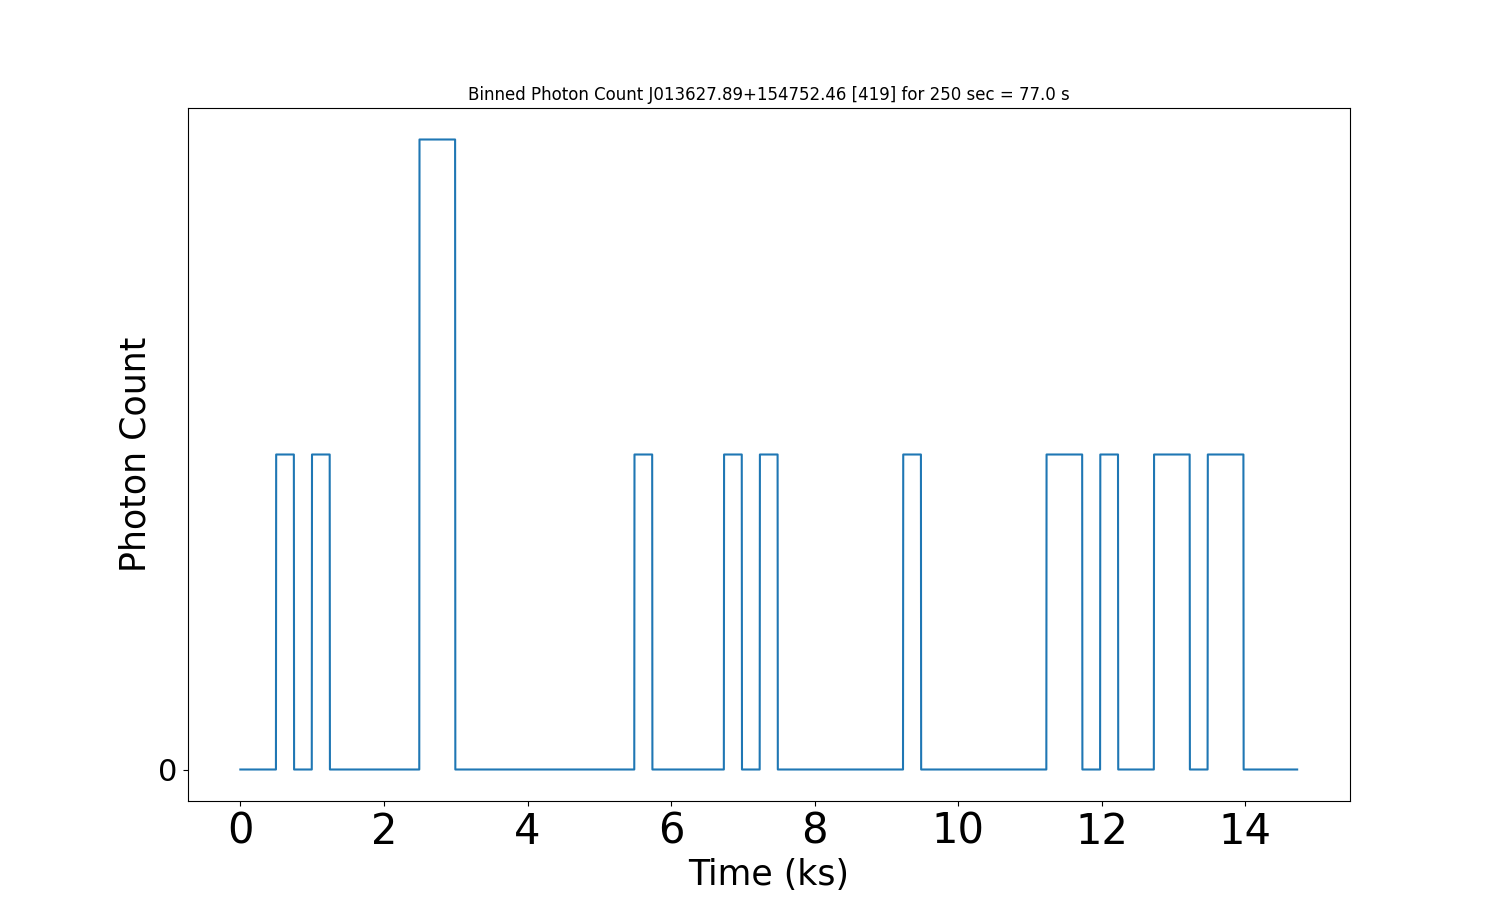 Binned Photon Count J013627.89+154752.46 [419] for 250 sec = 77.0 s
Photon Count
0
0 2 4 6 8 10 12 14
Time (ks)